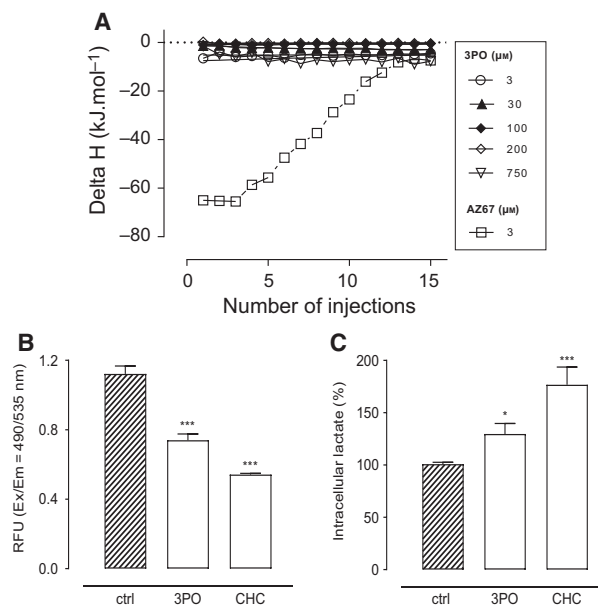 A
Delta H (kJ.mol⁻¹)
0
−20
−40
−60
−80
0 5 10 15
Number of injections
3PO (µM)
3
30
100
200
750
AZ67 (µM)
3
B
RFU (Ex/Em = 490/535 nm)
1.2
0.8
0.4
0.0
***
***
ctrl 3PO CHC
C
Intracellular lactate (%)
200
150
100
50
0
*
***
ctrl 3PO CHC